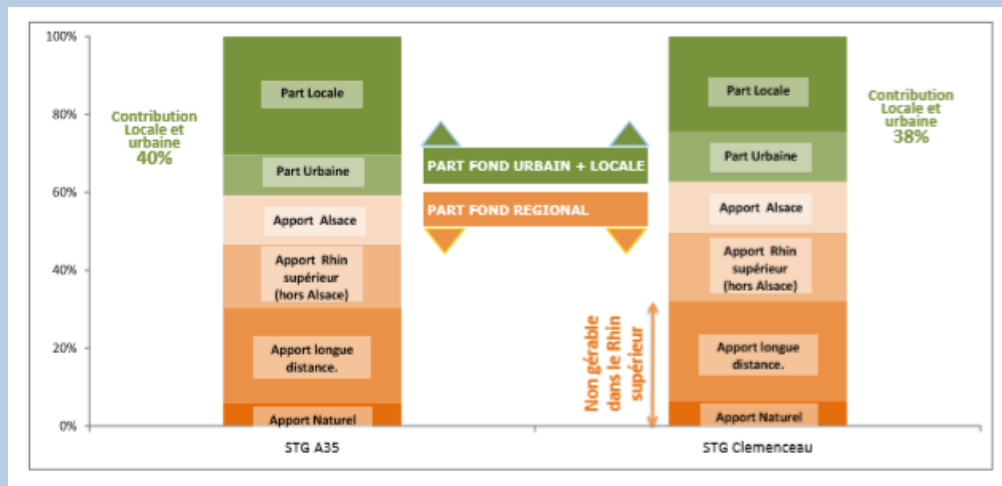 100%
80%
60%
40%
20%
0%
Contribution
Locale et
urbaine
40%
Part Locale
Part Urbaine
Apport Alsace
Apport Rhin
supérieur
(hors Alsace)
Apport longue
distance.
Apport Naturel
STG A35
PART FOND URBAIN + LOCALE
PART FOND REGIONAL
Non gérable
dans le Rhin
supérieur
Part Locale
Part Urbaine
Apport Alsace
Apport Rhin
supérieur
(hors Alsace)
Apport longue
distance.
Apport Naturel
STG Clemenceau
Contribution
Locale et
urbaine
38%